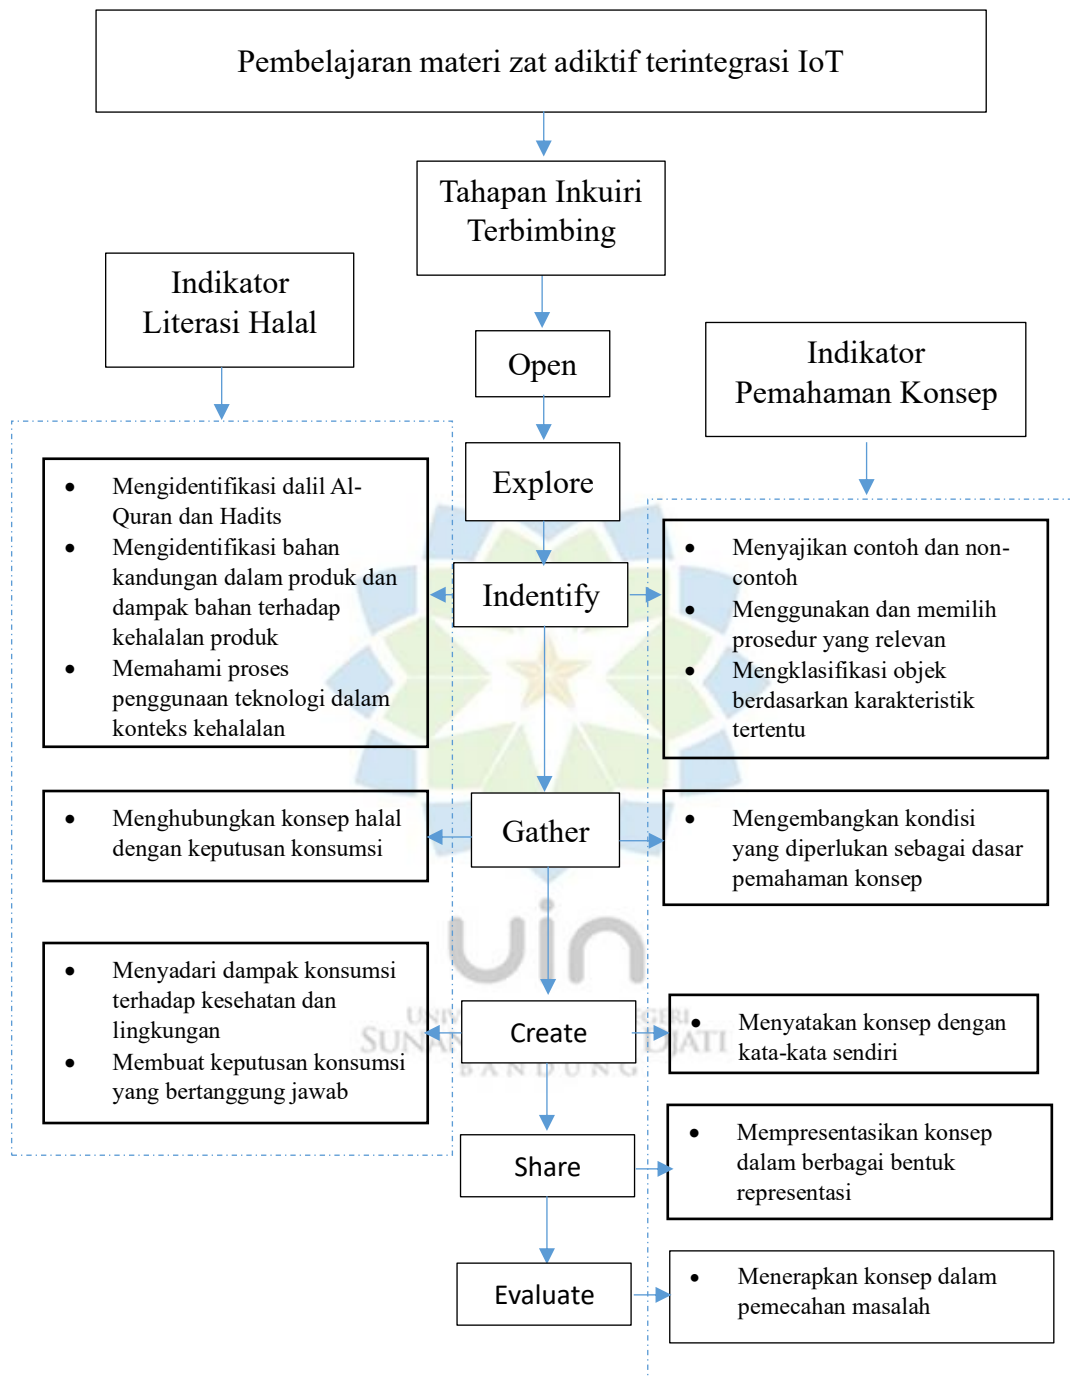 Pembelajaran materi zat adiktif terintegrasi IoT
Tahapan Inkuiri
Terbimbing
Indikator
Literasi Halal
Open
Indikator
Pemahaman Konsep
Explore
• Mengidentifikasi dalil Al-
Quran dan Hadits
• Mengidentifikasi bahan
kandungan dalam produk dan
dampak bahan terhadap
kehalalan produk
• Memahami proses
penggunaan teknologi dalam
konteks kehalalan
Indentify
• Menyajikan contoh dan non-
contoh
• Menggunakan dan memilih
prosedur yang relevan
• Mengklasifikasi objek
berdasarkan karakteristik
tertentu
• Menghubungkan konsep halal
dengan keputusan konsumsi
Gather
• Mengembangkan kondisi
yang diperlukan sebagai dasar
pemahaman konsep
uin
• Menyadari dampak konsumsi
terhadap kesehatan dan
lingkungan
• Membuat keputusan konsumsi
yang bertanggung jawab
Create
• Menyatakan konsep dengan
kata-kata sendiri
BANDUNG
Share
• Mempresentasikan konsep
dalam berbagai bentuk
representasi
Evaluate
• Menerapkan konsep dalam
pemecahan masalah